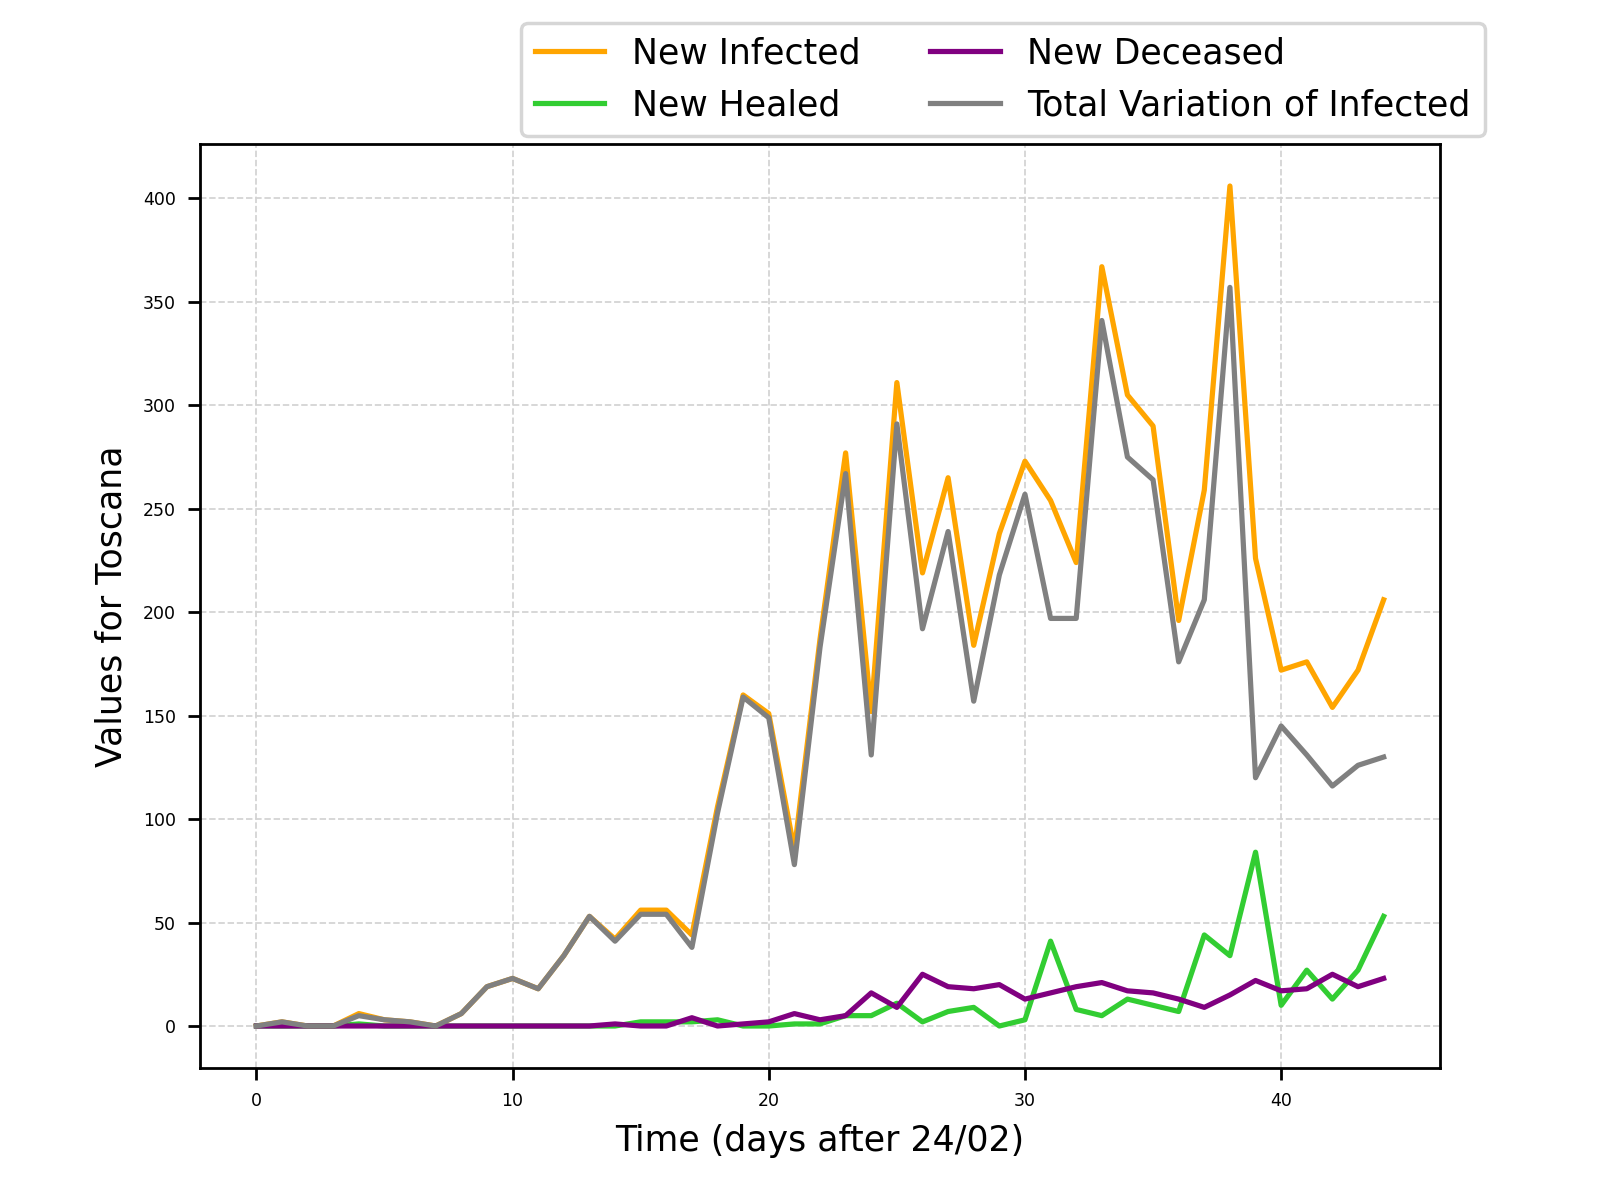 New Infected
New Healed
New Deceased
Total Variation of Infected
400
350
300
250
200
150
100
50
0
Values for Toscana
0 10 20 30 40
Time (days after 24/02)